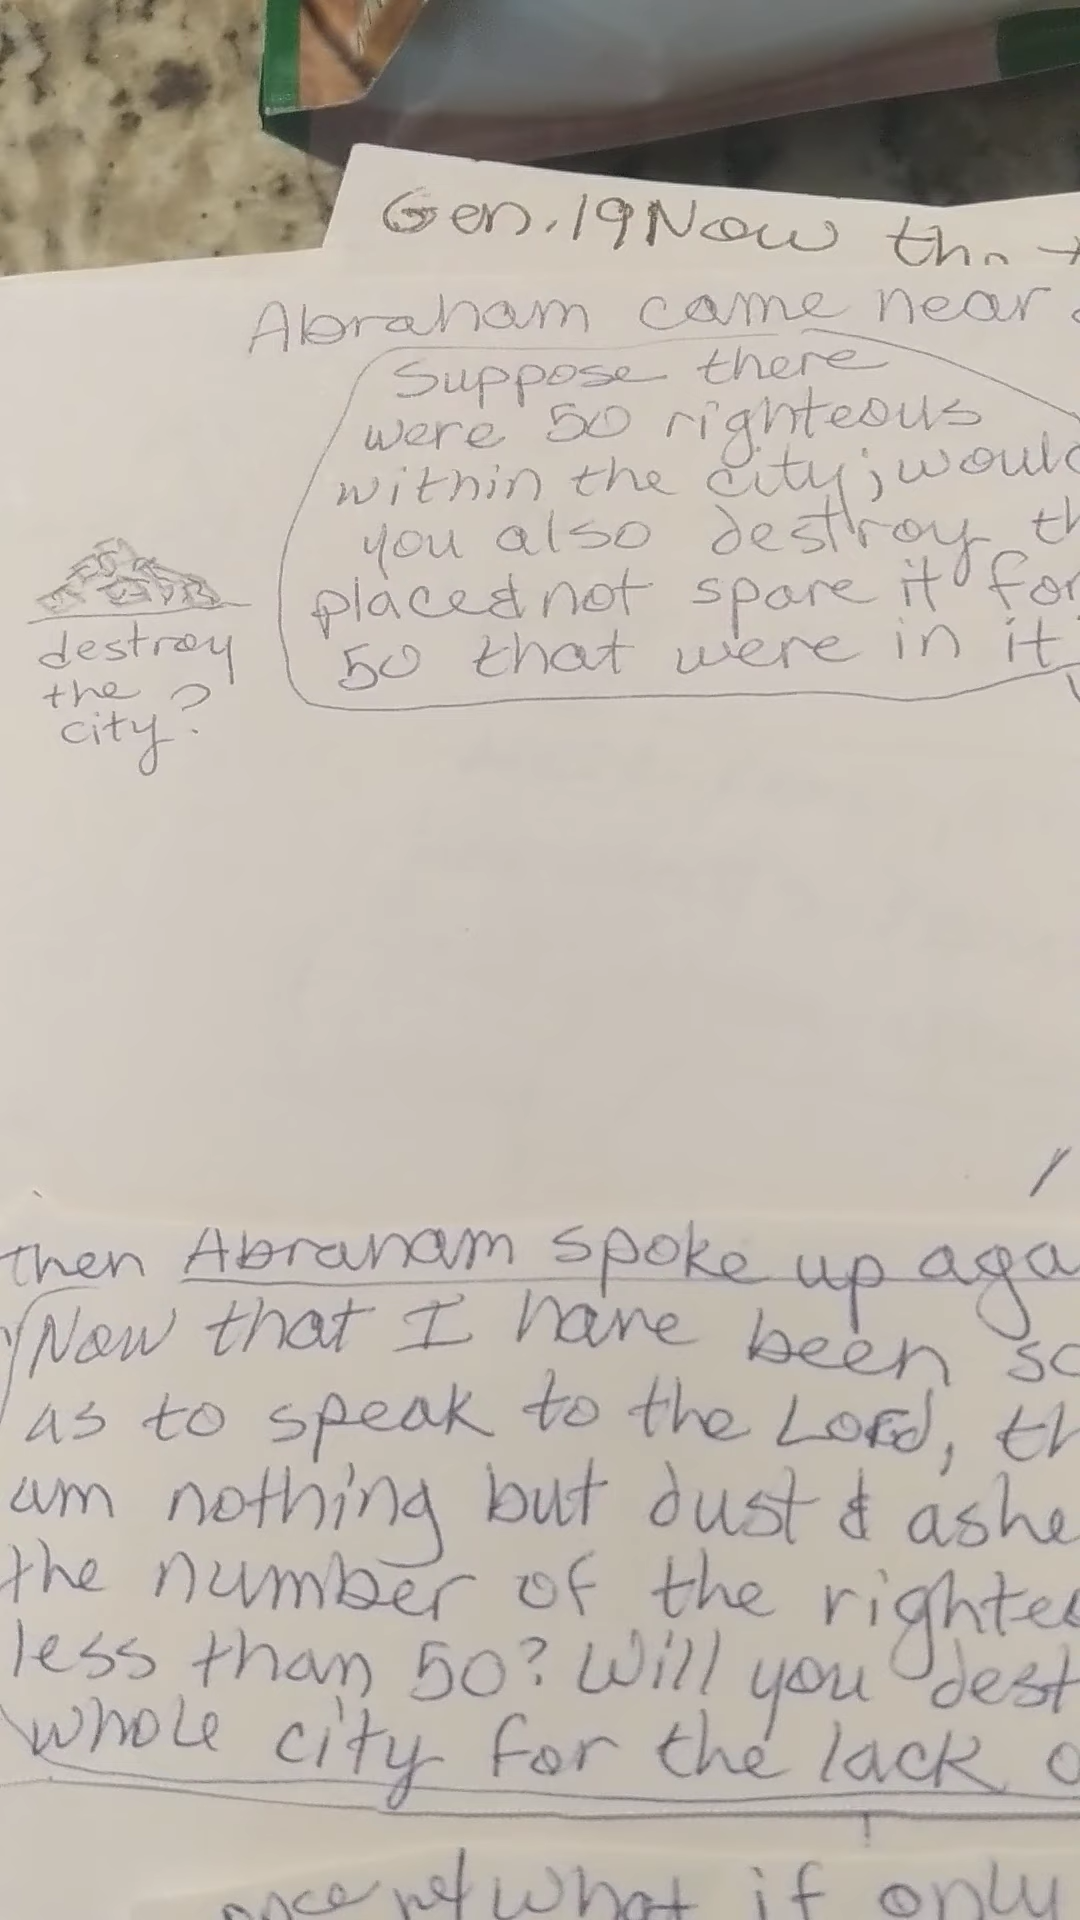 Gen. 19 Now
Abraham came near
Suppose there
were 50 righteous
within the city; would
you also destroy th
place & not spare it for
50 that were in it
destroy
the
city?
then Abraham spoke up aga
Now that I have been so
as to speak to the Lord, th
am nothing but dust & ashe
the number of the righteo
less than 50? Will you dest
whole city for the lack o
what if only